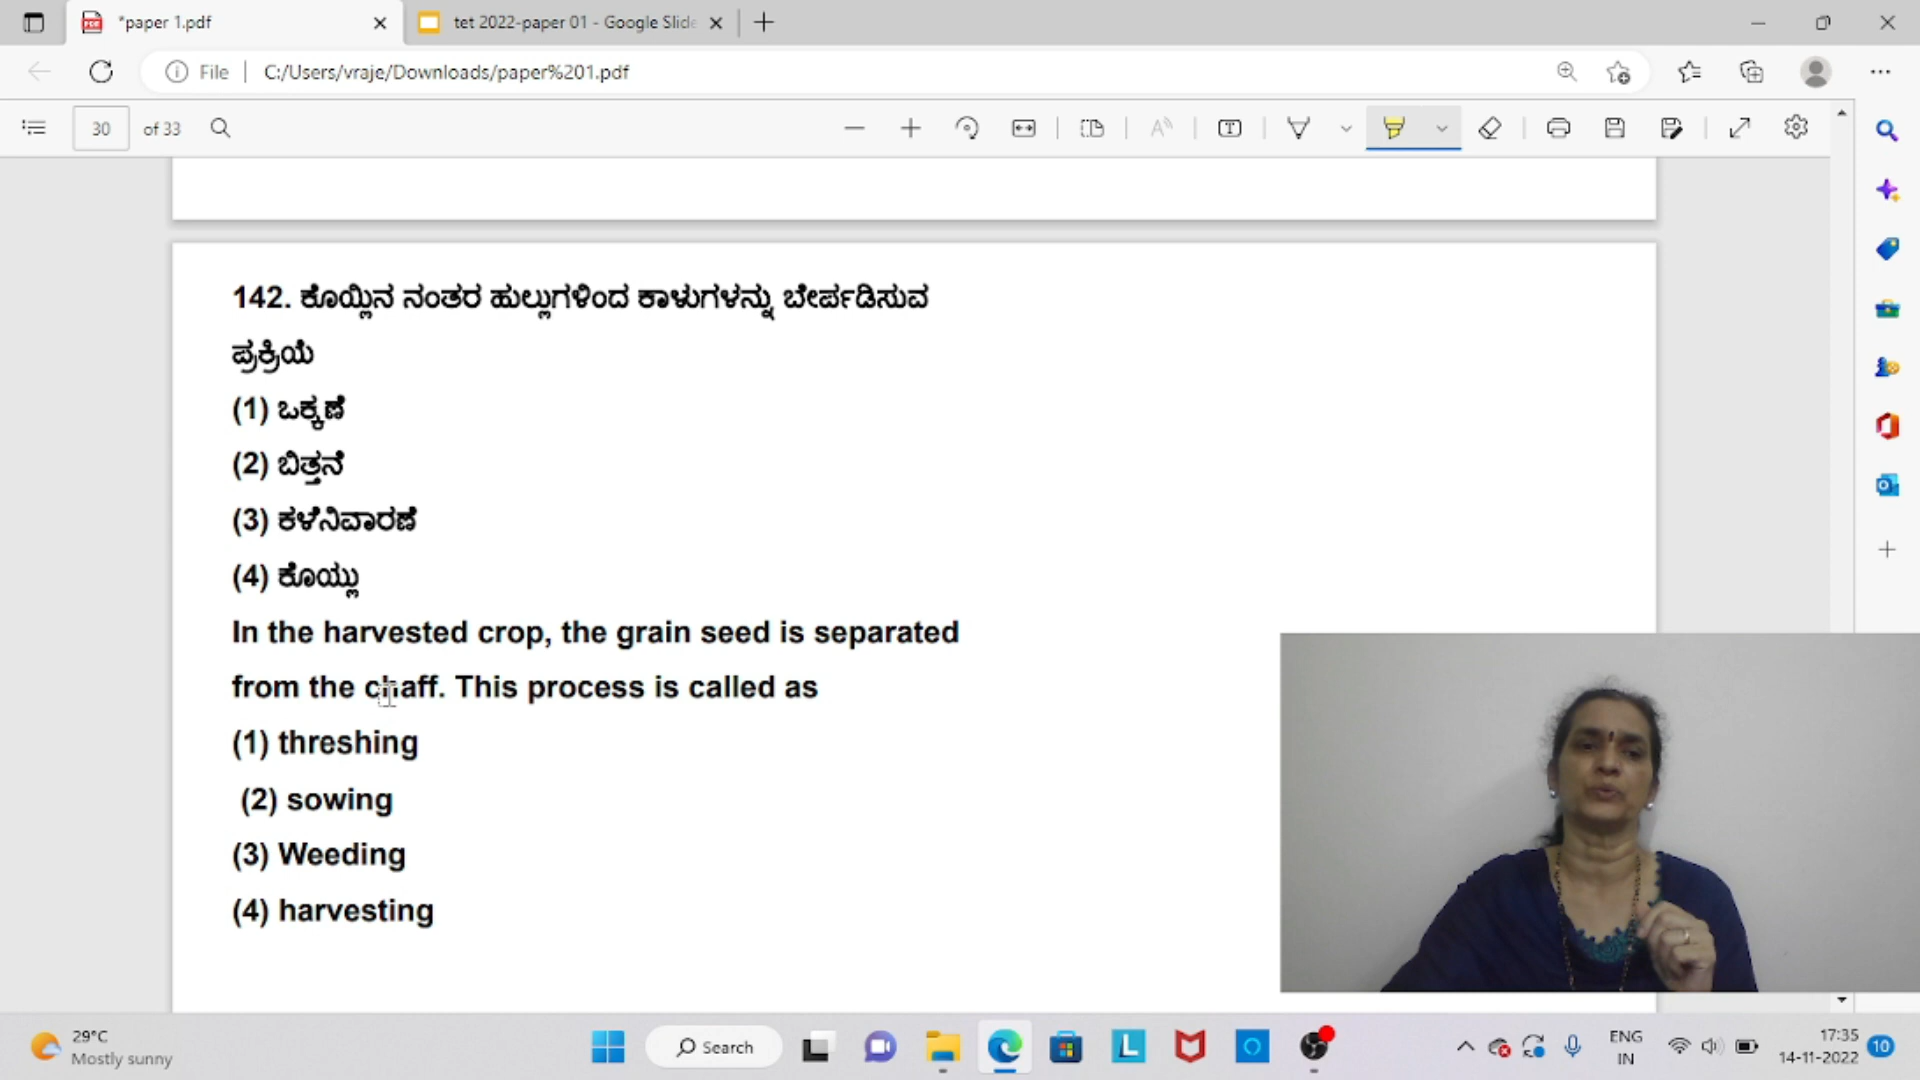 *paper 1.pdf
tet 2022-paper 01 - Google Slide
File
C:/Users/vraje/Downloads/paper%201.pdf
30 of 33
142. ಕೊಯ್ಲಿನ ನಂತರ ಹುಲ್ಲುಗಳಿಂದ ಕಾಳುಗಳನ್ನು ಬೇರ್ಪಡಿಸುವ
ಪ್ರಕ್ರಿಯೆ
(1) ಒಕ್ಕಣೆ
(2) ಬಿತ್ತನೆ
(3) ಕಳೆನಿವಾರಣೆ
(4) ಕೊಯ್ಲು
In the harvested crop, the grain seed is separated
from the chaff. This process is called as
(1) threshing
(2) sowing
(3) Weeding
(4) harvesting
29°C
Mostly sunny
Search
ENG
IN
17:35
14-11-2022
10